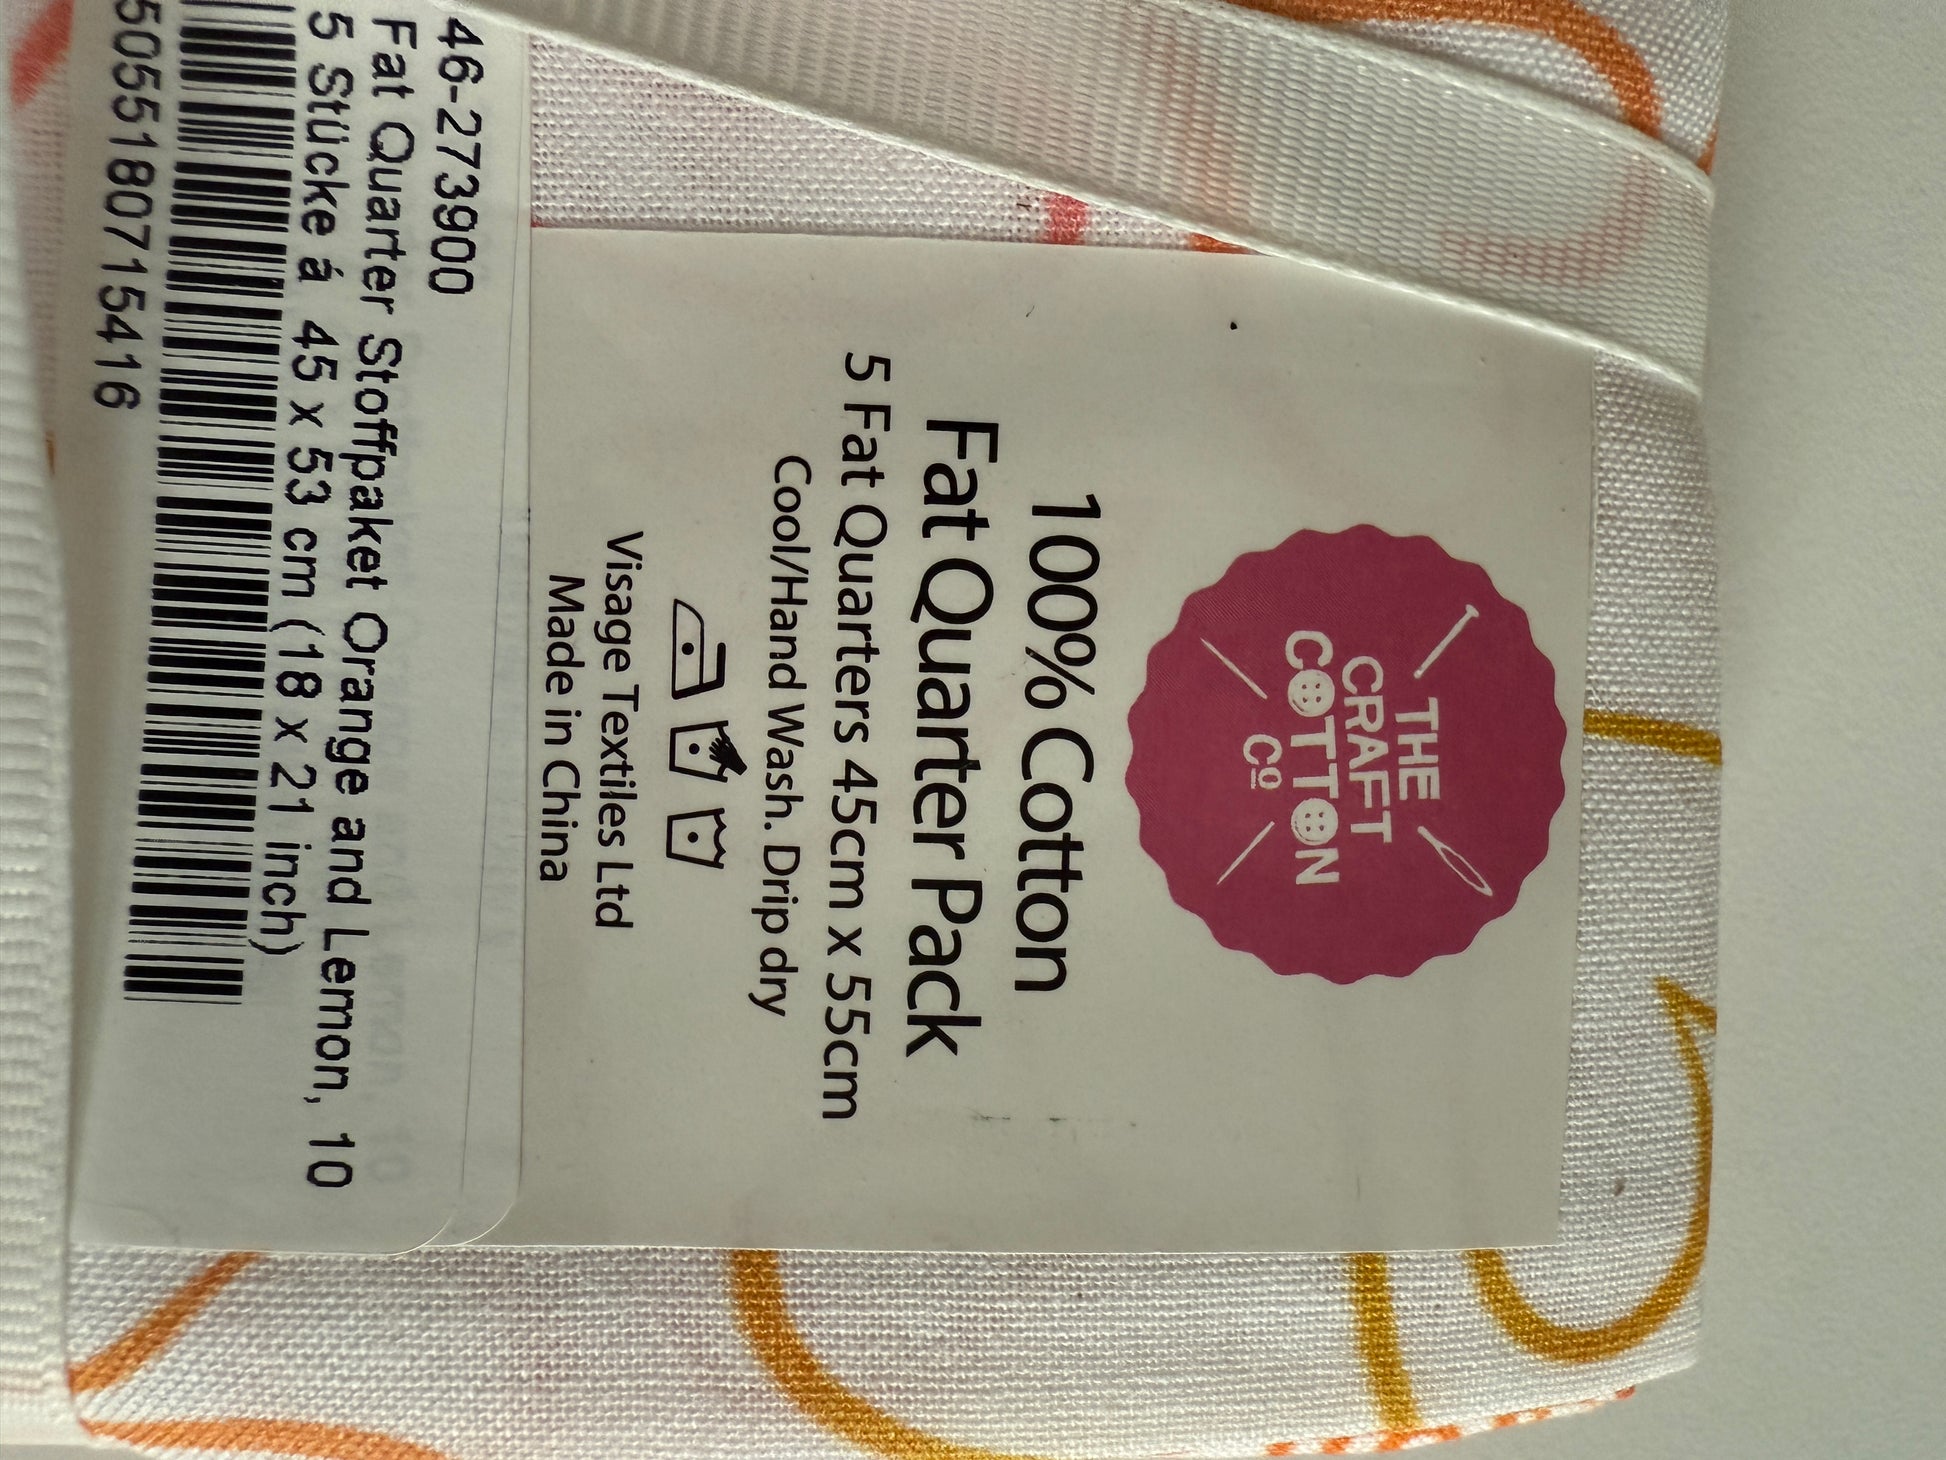 THE
CRAFT
COTTON
Co
100% Cotton
Fat Quarter Pack
5 Fat Quarters 45cm x 55cm
Cool/Hand Wash. Drip dry
Visage Textiles Ltd
Made in China
46-273900
Fat Quarter Stoffpaket Orange and Lemon, 10
5 Stücke á 45 x 53 cm (18 x 21 inch)
5055180715416